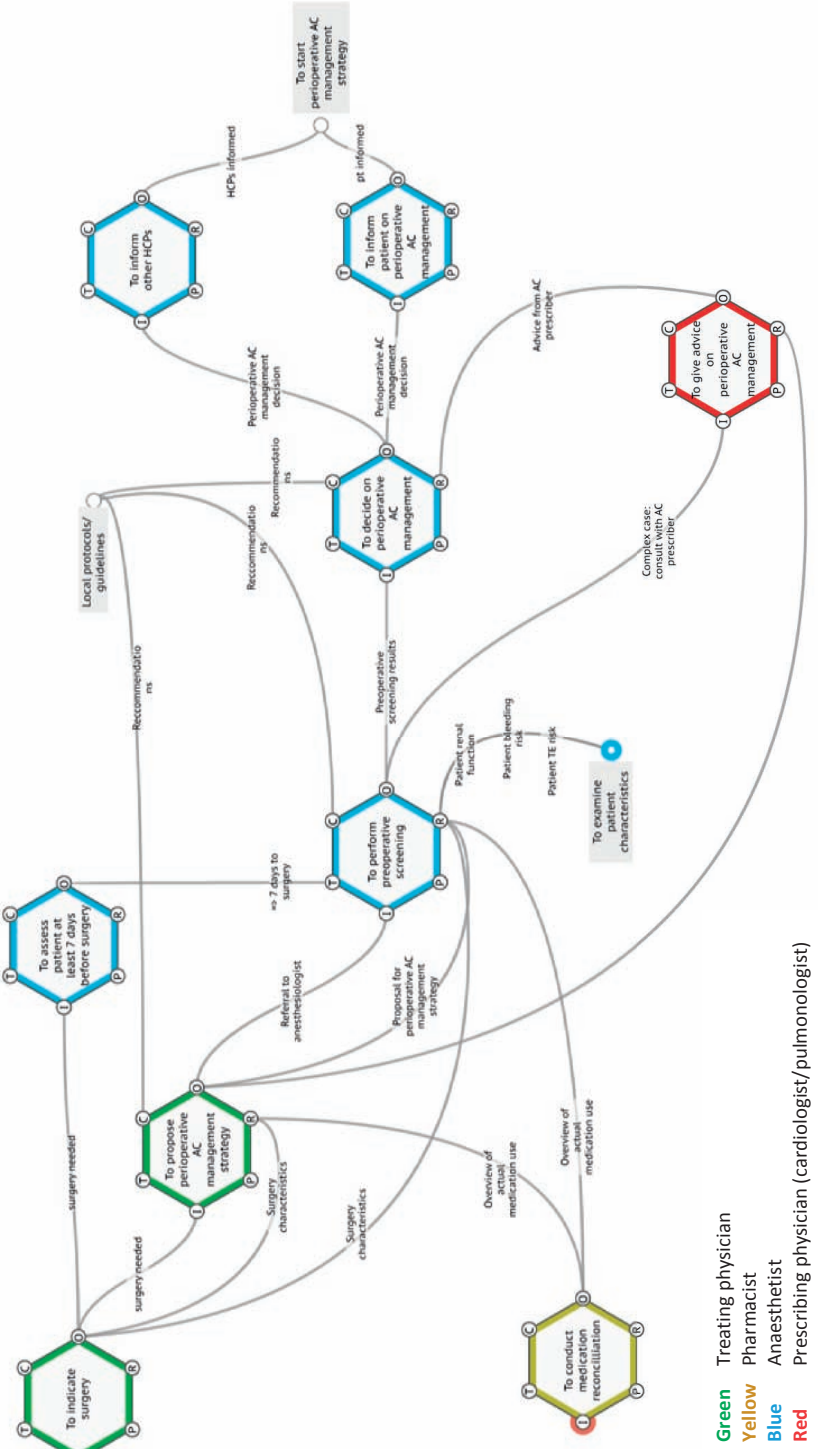 To indicate
surgery
T
C
O
R
P
surgery needed
surgery needed
Surgery
characteristics
Surgery
characteristics
To assess
patient at
least 7 days
before surgery
I
T
C
O
R
P
To propose
perioperative
AC
management
strategy
I
T
C
O
R
P
To conduct
medication
reconcilliation
I
T
C
O
R
P
Overview of
actual
medication use
Overview of
actual
medication use
Reccommendatio
ns
=> 7 days to
surgery
Referral to
anesthesiologist
Proposal for
perioperative AC
management
strategy
To perform
preoperative
screening
I
T
C
O
R
P
Patient renal
function
Patient bleeding
risk
Patient TE risk
To examine
patient
characteristics
Local protocols/
guidelines
Reccommendatio
ns
Recommendatio
ns
Preoperative
screening results
To decide on
perioperative
AC
management
I
T
C
O
R
P
Complex case:
consult with AC
prescriber
Perioperative AC
management
decision
Perioperative AC
management
decision
Advice from AC
prescriber
To give advice
on
perioperative
AC
management
I
T
C
O
R
P
To inform
other HCPs
I
T
C
O
R
P
To inform
patient on
perioperative
AC
management
I
T
C
O
R
P
HCPs informed
pt informed
To start
perioperative AC
management
strategy
Green Treating physician
Yellow Pharmacist
Blue Anaesthetist
Red Prescribing physician (cardiologist/pulmonologist)